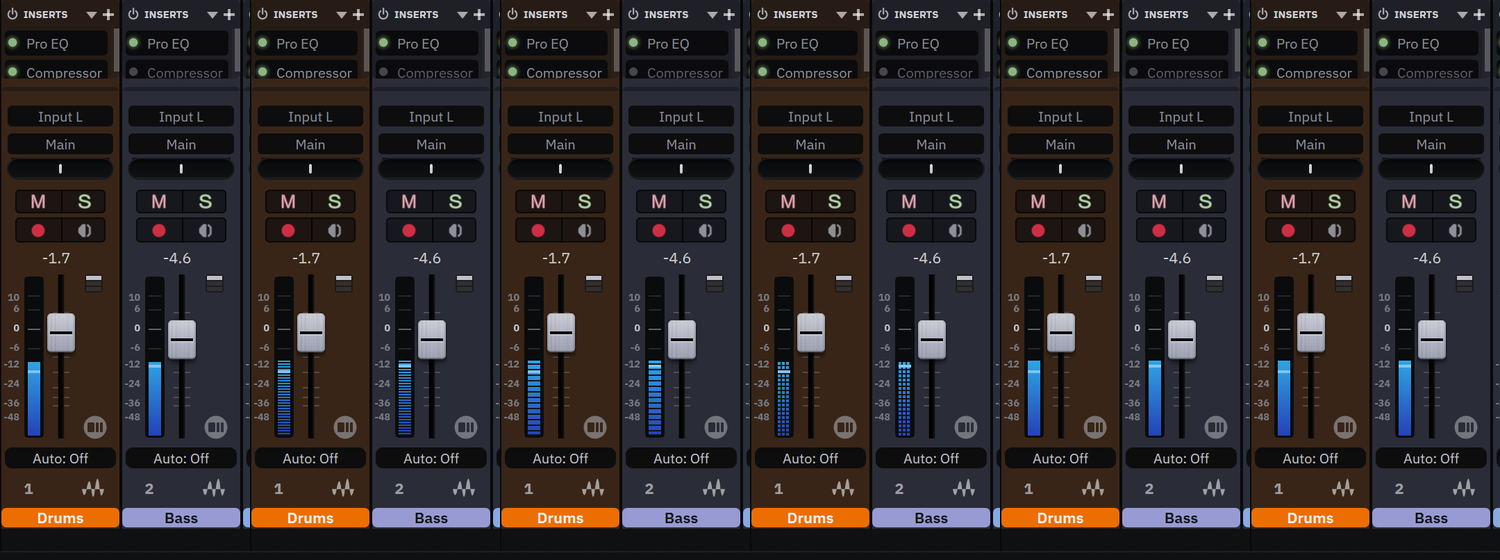 INSERTS INSERTS INSERTS INSERTS INSERTS INSERTS INSERTS INSERTS INSERTS INSERTS INSERTS INSERTS
Pro EQ Pro EQ Pro EQ Pro EQ Pro EQ Pro EQ Pro EQ Pro EQ Pro EQ Pro EQ Pro EQ Pro EQ
Compressor Compressor Compressor Compressor Compressor Compressor Compressor Compressor Compressor Compressor Compressor Compressor
Input L Input L Input L Input L Input L Input L Input L Input L Input L Input L Input L Input L
Main Main Main Main Main Main Main Main Main Main Main Main
M S M S M S M S M S M S M S M S M S M S M S M S
-1.7 -4.6 -1.7 -4.6 -1.7 -4.6 -1.7 -4.6 -1.7 -4.6 -1.7 -4.6
10 10 10 10 10 10 10 10 10 10 10 10
6 6 6 6 6 6 6 6 6 6 6 6
0 0 0 0 0 0 0 0 0 0 0 0
-6 -6 -6 -6 -6 -6 -6 -6 -6 -6 -6 -6
-12 -12 -12 -12 -12 -12 -12 -12 -12 -12 -12 -12
-24 -24 -24 -24 -24 -24 -24 -24 -24 -24 -24 -24
-36 -36 -36 -36 -36 -36 -36 -36 -36 -36 -36 -36
-48 -48 -48 -48 -48 -48 -48 -48 -48 -48 -48 -48
Auto: Off Auto: Off Auto: Off Auto: Off Auto: Off Auto: Off Auto: Off Auto: Off Auto: Off Auto: Off Auto: Off Auto: Off
1 2 1 2 1 2 1 2 1 2 1 2
Drums Bass Drums Bass Drums Bass Drums Bass Drums Bass Drums Bass